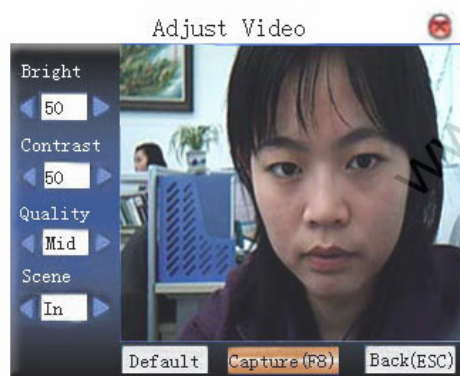 Adjust Video
Bright
50
Contrast
50
Quality
Mid
Scene
In
Default
Capture(F8)
Back(ESC)